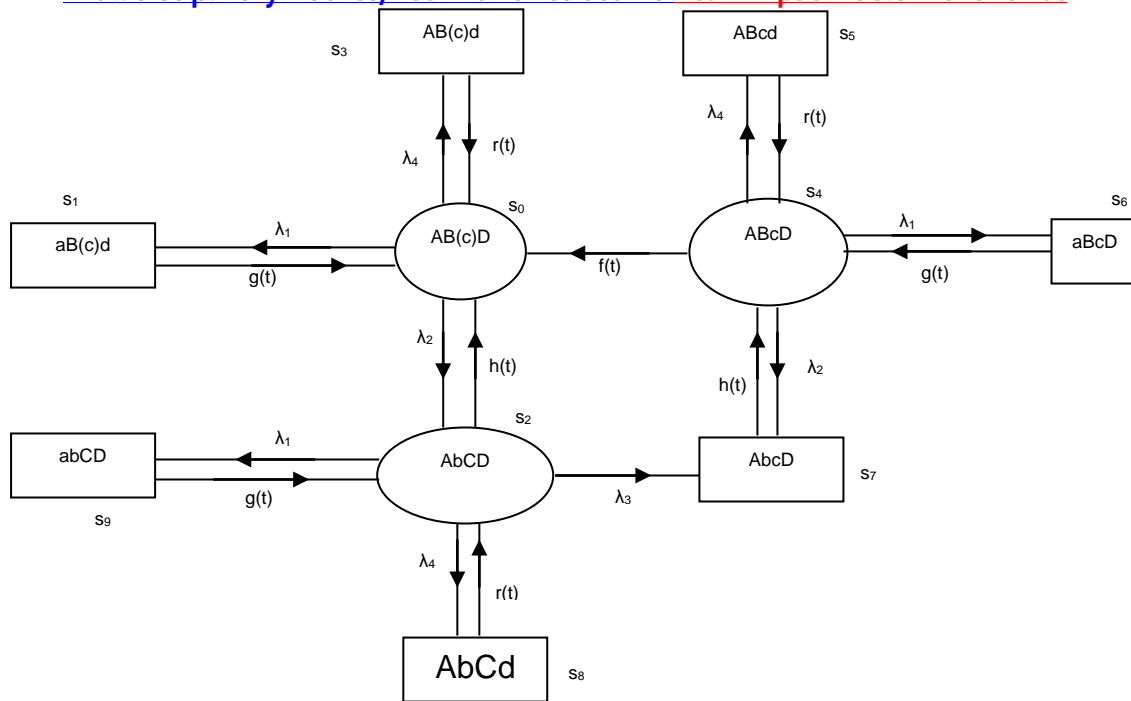 AB(c)d
s3
ABcd
s5
λ4
r(t)
λ4
r(t)
s1
s0
s4
s6
aB(c)d
λ1
g(t)
AB(c)D
f(t)
ABcD
λ1
g(t)
aBcD
λ2
h(t)
h(t)
λ2
s2
abCD
λ1
g(t)
AbCD
λ3
AbcD
s7
s9
λ4
r(t)
AbCd
s8